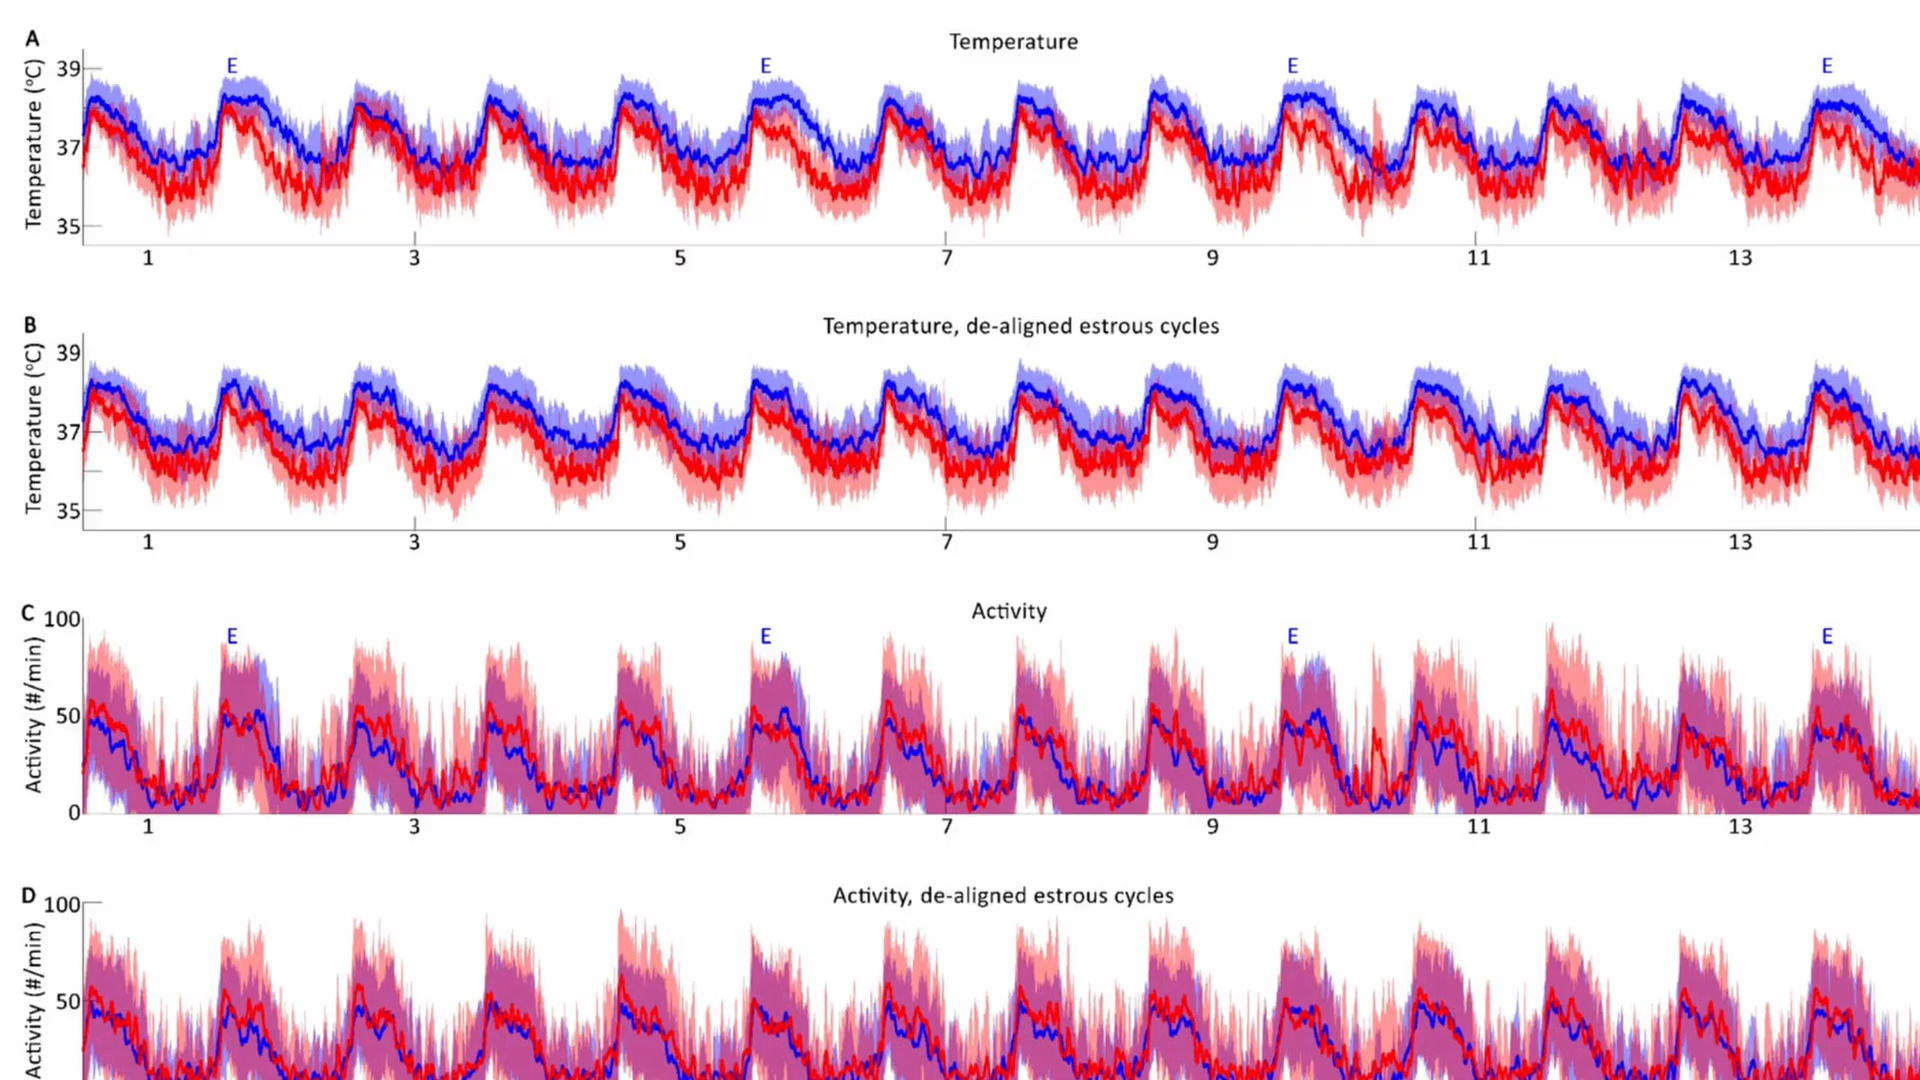 A
Temperature
Temperature (°C)
39
37
35
E E E E
1 3 5 7 9 11 13
B
Temperature, de-aligned estrous cycles
Temperature (°C)
39
37
35
1 3 5 7 9 11 13
C
Activity
Activity (#/min)
100
50
0
E E E E
1 3 5 7 9 11 13
D
Activity, de-aligned estrous cycles
Activity (#/min)
100
50